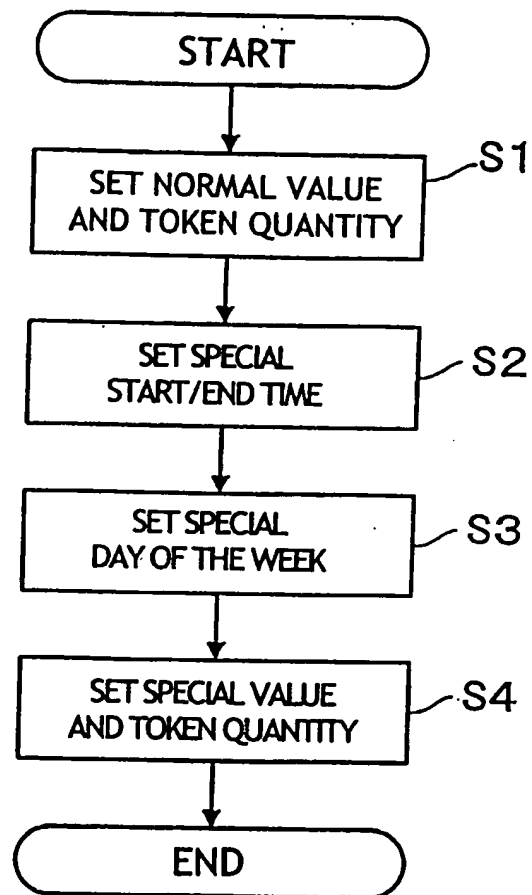 START
SET NORMAL VALUE
AND TOKEN QUANTITY
S1
SET SPECIAL
START/END TIME
S2
SET SPECIAL
DAY OF THE WEEK
S3
SET SPECIAL VALUE
AND TOKEN QUANTITY
S4
END